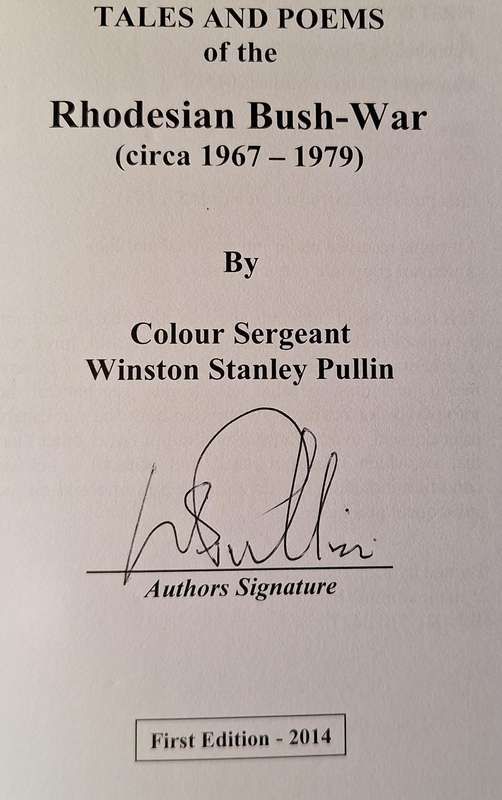 TALES AND POEMS
of the
Rhodesian Bush-War
(circa 1967 – 1979)
By
Colour Sergeant
Winston Stanley Pullin
WSPullin
Authors Signature
First Edition - 2014